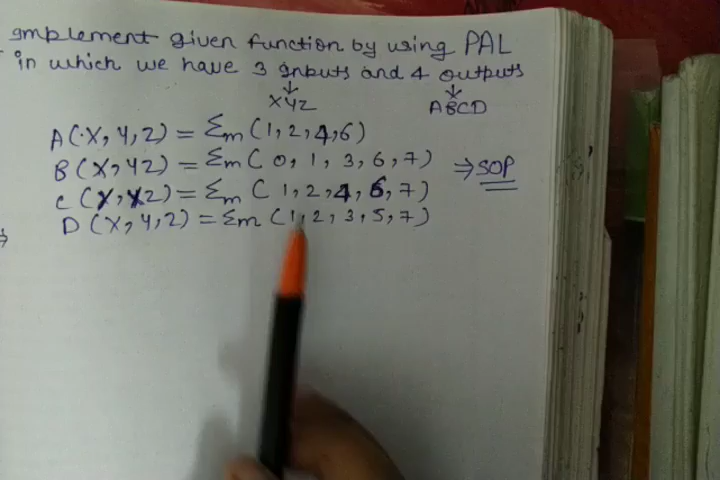 implement given function by using PAL
in which we have 3 inputs and 4 outputs
↓ ↓
XYZ ABCD
A(X, Y, Z) = Σm (1, 2, 4, 6)
B (X, YZ) = Σm ( 0, 1, 3, 6, 7) ⇒ SOP
C (X, YZ) = Σm ( 1, 2, 4, 6, 7)
D (X, Y, Z) = Σm (1, 2, 3, 5, 7)